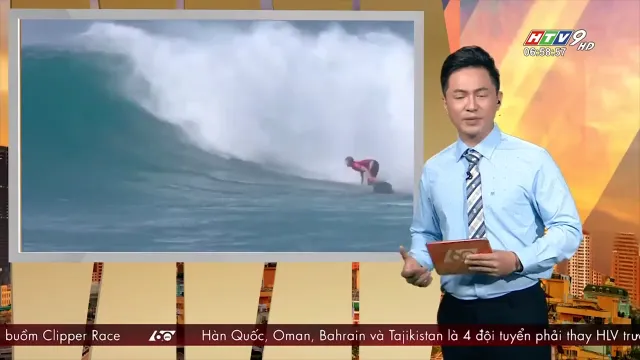 HTV9 HD
06:58:57
buồm Clipper Race
60
Hàn Quốc, Oman, Bahrain và Tajikistan là 4 đội tuyển phải thay HLV trư